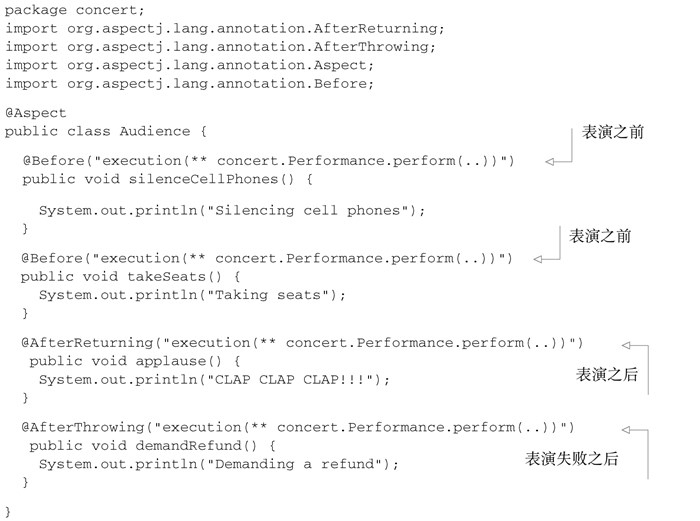 package concert;
import org.aspectj.lang.annotation.AfterReturning;
import org.aspectj.lang.annotation.AfterThrowing;
import org.aspectj.lang.annotation.Aspect;
import org.aspectj.lang.annotation.Before;
@Aspect
public class Audience {
表演之前
@Before("execution(** concert.Performance.perform(..))")
public void silenceCellPhones() {
System.out.println("Silencing cell phones");
}
表演之前
@Before("execution(** concert.Performance.perform(..))")
public void takeSeats() {
System.out.println("Taking seats");
}
@AfterReturning("execution(** concert.Performance.perform(..))")
public void applause() {
表演之后
System.out.println("CLAP CLAP CLAP!!!");
}
@AfterThrowing("execution(** concert.Performance.perform(..))")
public void demandRefund() {
表演失败之后
System.out.println("Demanding a refund");
}
}